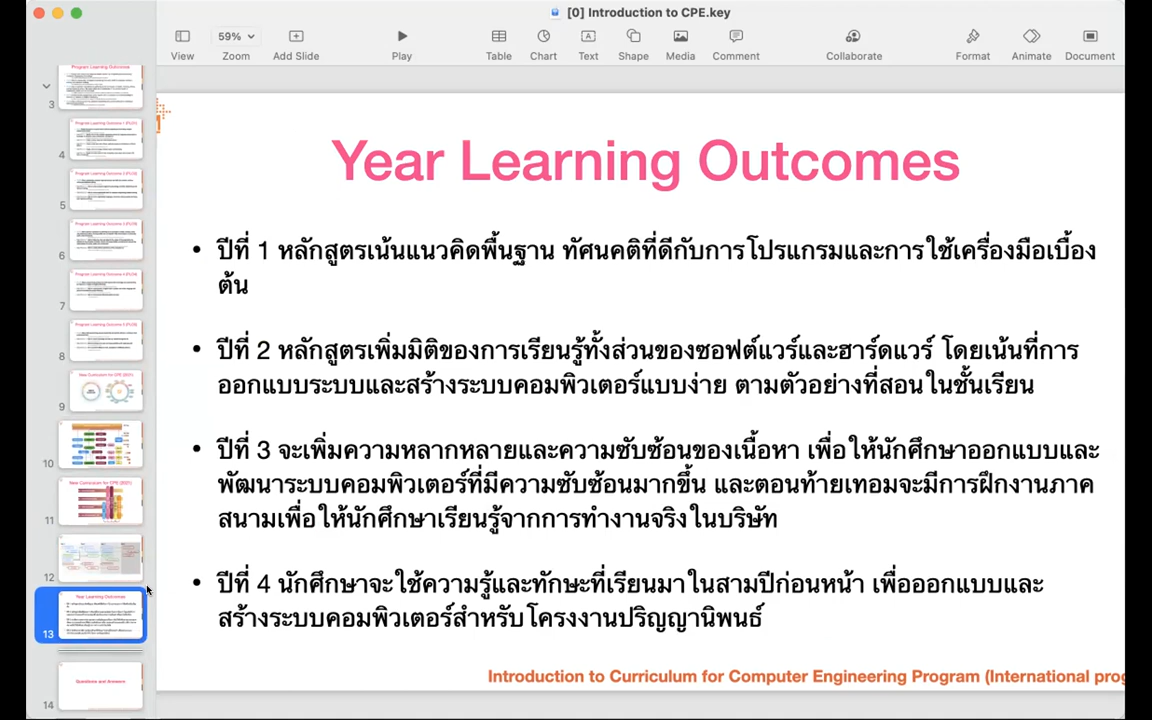 [0] Introduction to CPE.key
59%
View Zoom Add Slide Play Table Chart Text Shape Media Comment Collaborate Format Animate Document
Program Learning Outcomes
3
4
5
6
7
8
New Curriculum for CPE (2021)
9
10
New Curriculum for CPE (2021)
11
12
Year Learning Outcomes
13
Questions and Answers
14
Year Learning Outcomes
• ปีที่ 1 หลักสูตรเน้นแนวคิดพื้นฐาน ทัศนคติที่ดีกับการโปรแกรมและการใช้เครื่องมือเบื้อง
ต้น
• ปีที่ 2 หลักสูตรเพิ่มมิติของการเรียนรู้ทั้งส่วนของซอฟต์แวร์และฮาร์ดแวร์ โดยเน้นที่การ
ออกแบบระบบและสร้างระบบคอมพิวเตอร์แบบง่าย ตามตัวอย่างที่สอนในชั้นเรียน
• ปีที่ 3 จะเพิ่มความหลากหลายและความซับซ้อนของเนื้อหา เพื่อให้นักศึกษาออกแบบและ
พัฒนาระบบคอมพิวเตอร์ที่มีความซับซ้อนมากขึ้น และตอนท้ายเทอมจะมีการฝึกงานภาค
สนามเพื่อให้นักศึกษาเรียนรู้จากการทำงานจริงในบริษัท
• ปีที่ 4 นักศึกษาจะใช้ความรู้และทักษะที่เรียนมาในสามปีก่อนหน้า เพื่อออกแบบและ
สร้างระบบคอมพิวเตอร์สำหรับโครงงานปริญญานิพนธ์
Introduction to Curriculum for Computer Engineering Program (International prog